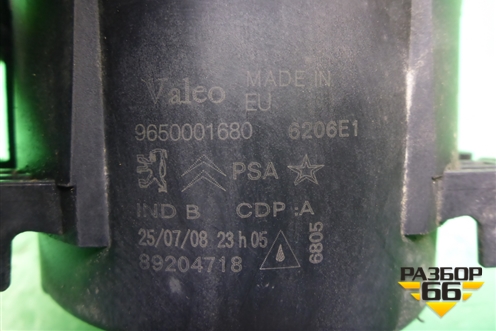 Valeo MADE IN
EU
9650001680 6206E1
PSA
IND B CDP :A
25/07/08 23 h 05
89204718
6805
РАЗБОР
66